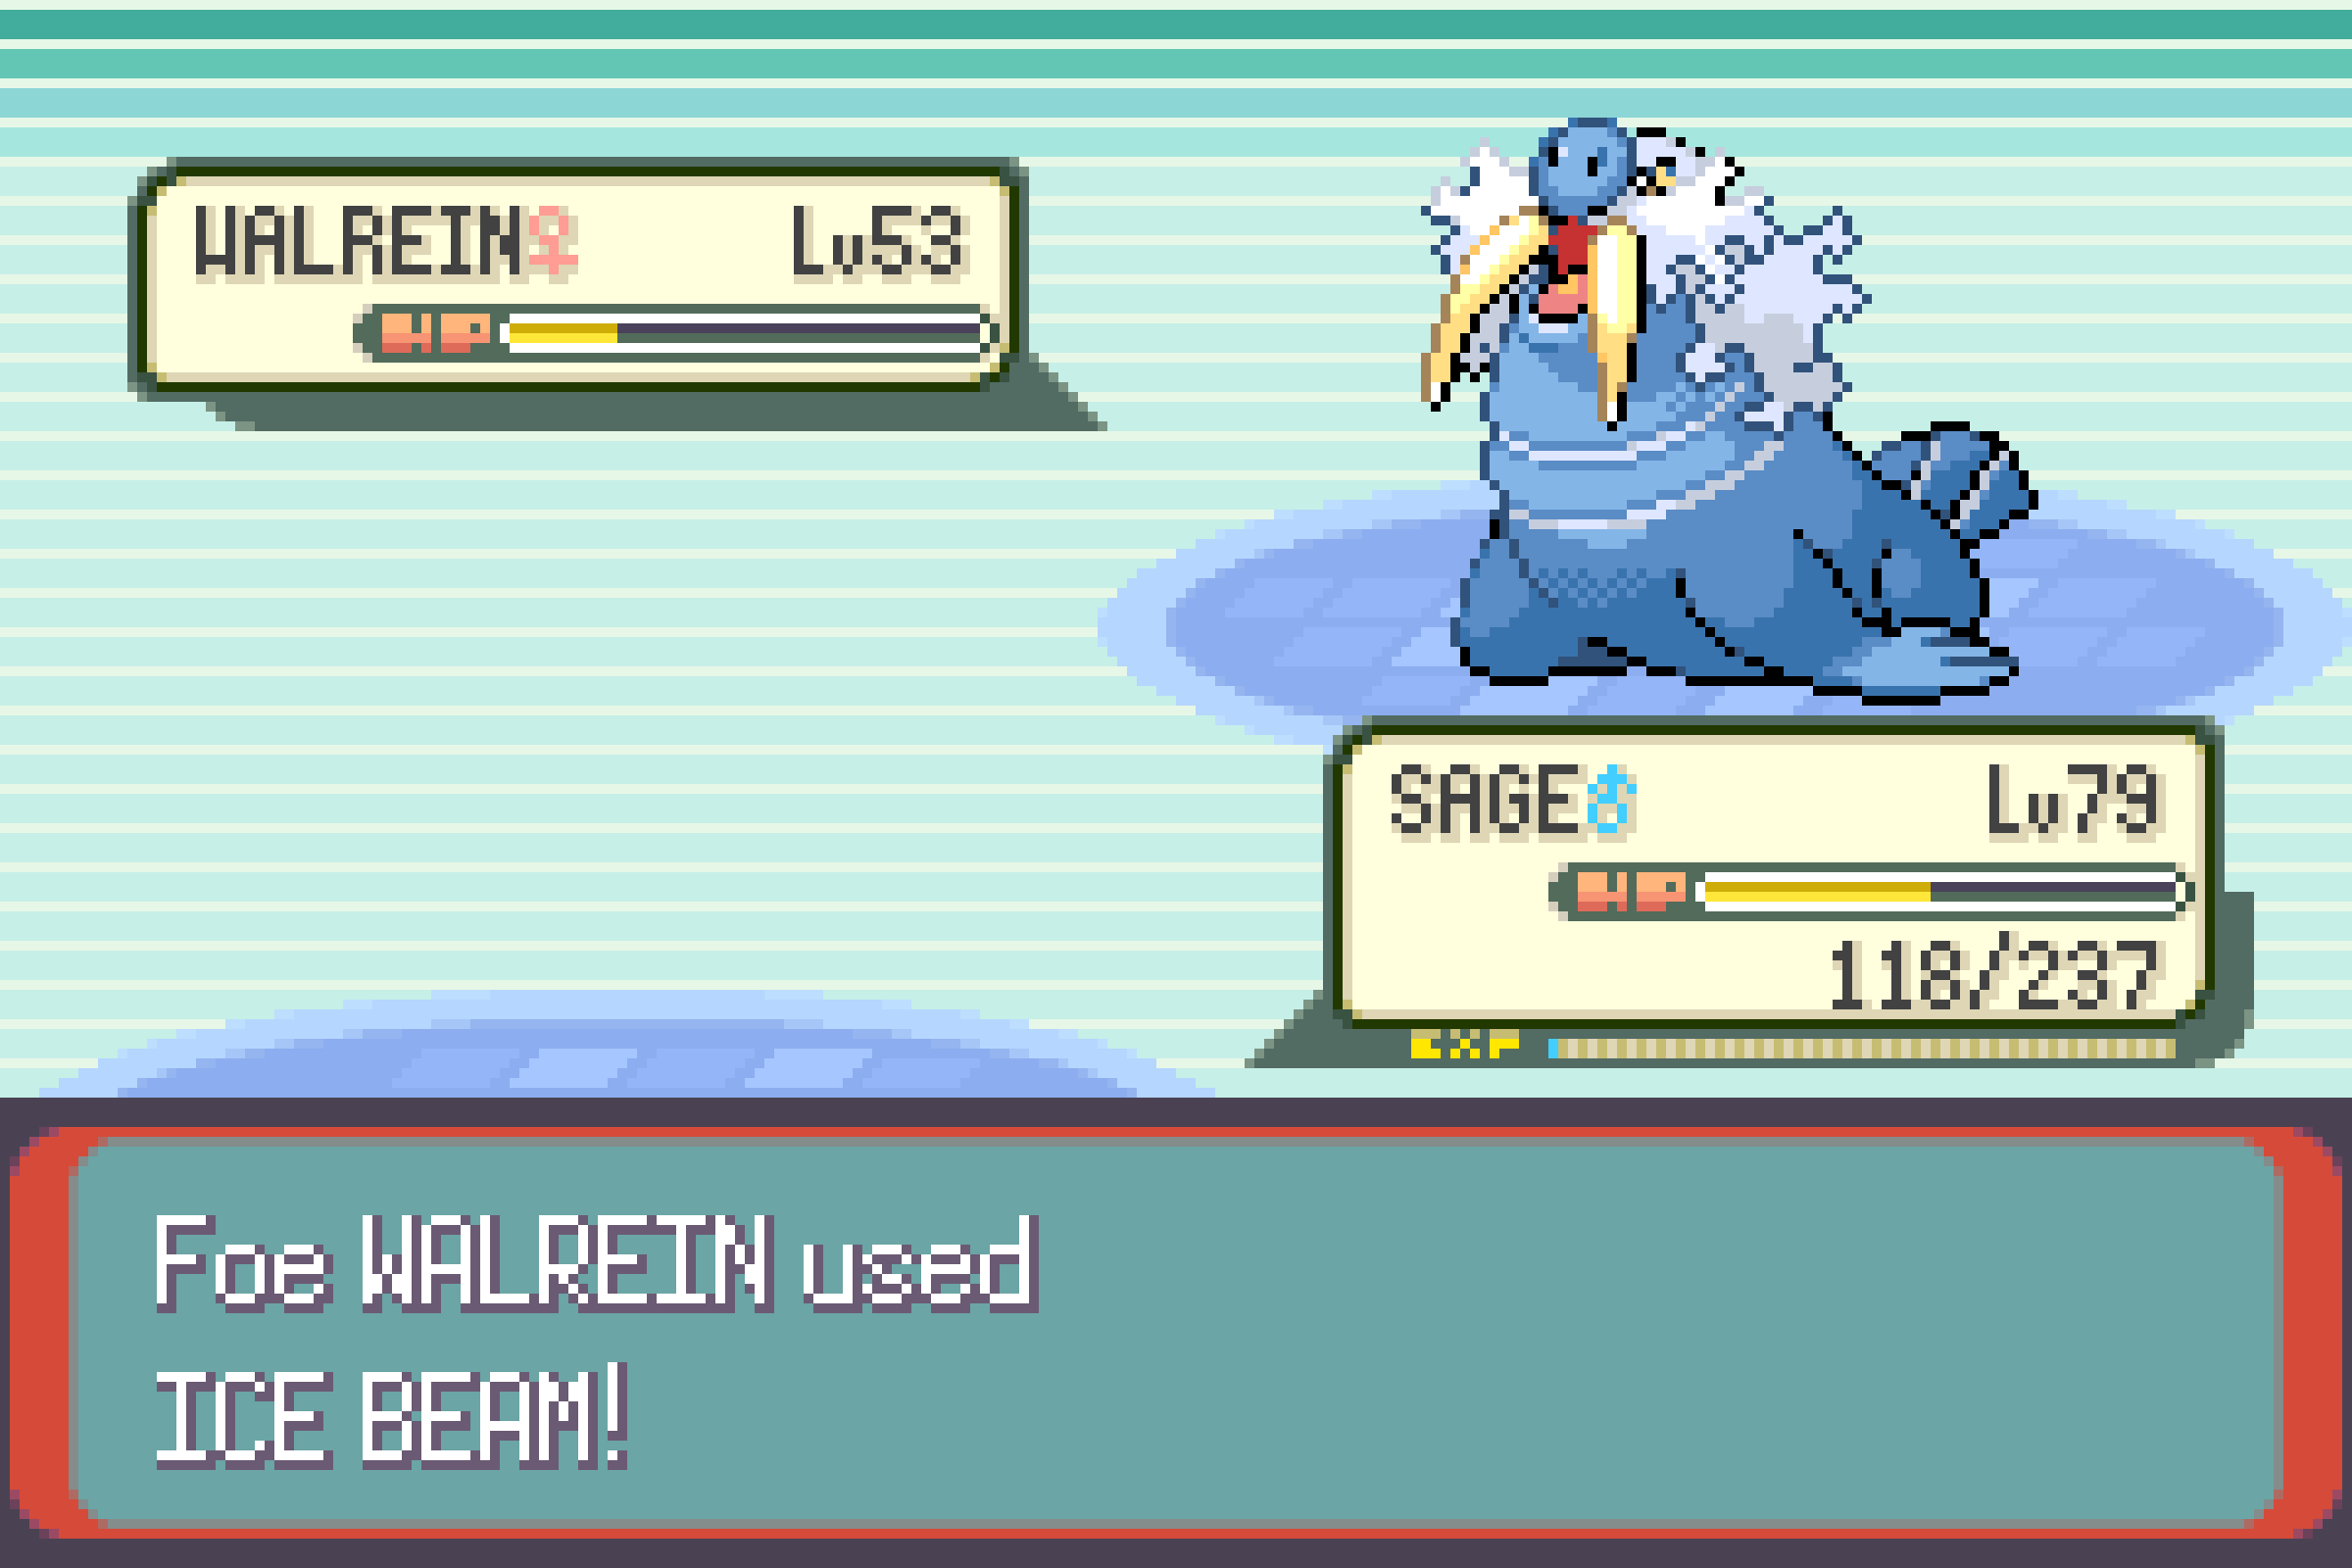 WALREIN♀ Lv53
HP
SAGE♂ Lv79
HP
118/237
EXP
Foe WALREIN used
ICE BEAM!